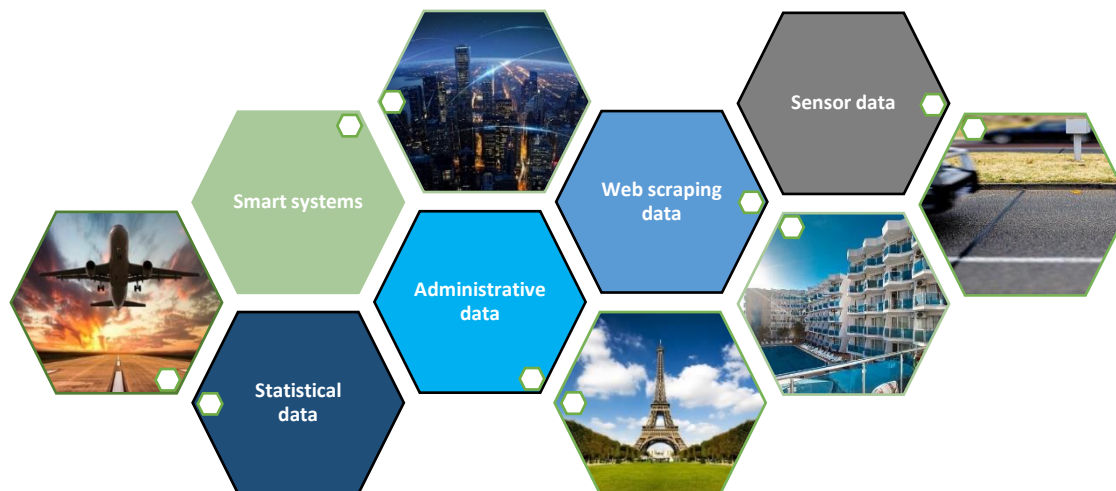 Sensor data
Smart systems
Web scraping
data
Administrative
data
Statistical
data